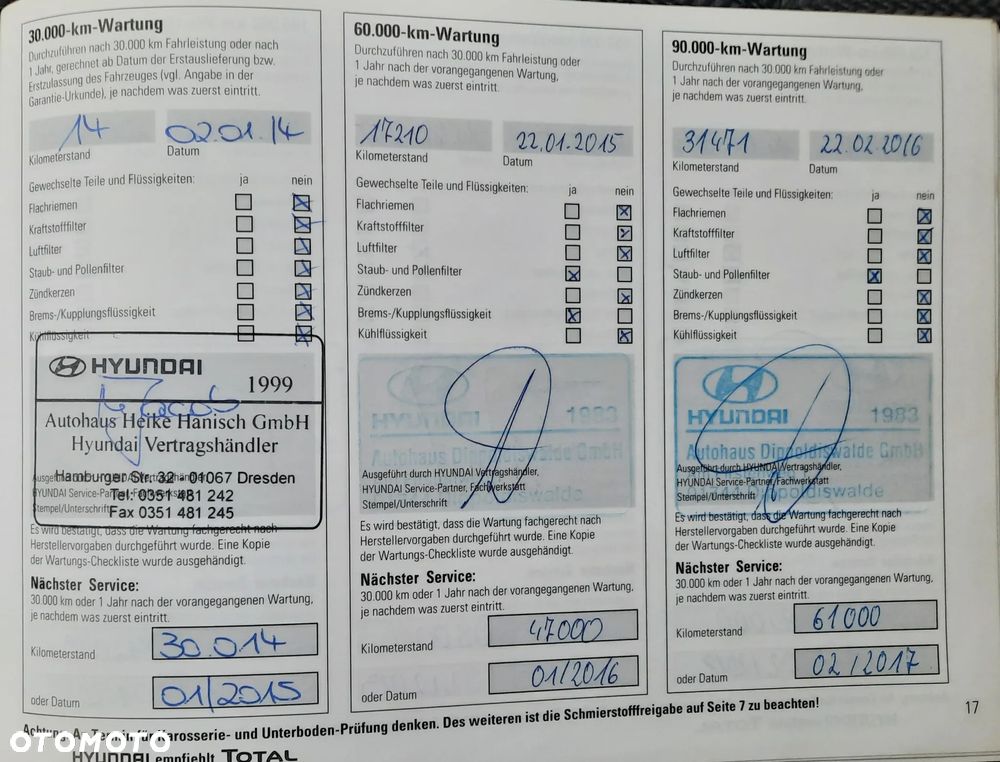 30.000-km-Wartung
Durchzuführen nach 30.000 km Fahrleistung oder nach
1 Jahr, gerechnet ab Datum der Erstauslieferung bzw.
Erstzulassung des Fahrzeuges (vgl. Angabe in der
Garantie-Urkunde), je nachdem was zuerst eintritt.
14 02.01.14
Kilometerstand Datum
Gewechselte Teile und Flüssigkeiten: ja nein
Flachriemen
Kraftstofffilter
Luftfilter
Staub- und Pollenfilter
Zündkerzen
Brems-/Kupplungsflüssigkeit
Kühlflüssigkeit
HYUNDAI
1999
Autohaus Heike Hanisch GmbH
Hyundai Vertragshändler
Hamburger Str. 32 · 01067 Dresden
HYUNDAI Service-Partner, Fachwerkstatt
Tel. 0351 481 242
Stempel/Unterschrift
Fax 0351 481 245
Es wird bestätigt, dass die Wartung fachgerecht nach
Herstellervorgaben durchgeführt wurde. Eine Kopie
der Wartungs-Checkliste wurde ausgehändigt.
Nächster Service:
30.000 km oder 1 Jahr nach der vorangegangenen Wartung,
je nachdem was zuerst eintritt.
Kilometerstand 30.014
oder Datum 01/2015
60.000-km-Wartung
Durchzuführen nach 30.000 km Fahrleistung oder
1 Jahr nach der vorangegangenen Wartung,
je nachdem was zuerst eintritt.
17210 22.01.2015
Kilometerstand Datum
Gewechselte Teile und Flüssigkeiten: ja nein
Flachriemen
Kraftstofffilter
Luftfilter
Staub- und Pollenfilter
Zündkerzen
Brems-/Kupplungsflüssigkeit
Kühlflüssigkeit
HYUNDAI 1983
Autohaus Dippoldiswalde GmbH
Ausgeführt durch HYUNDAI Vertragshändler,
HYUNDAI Service-Partner, Fachwerkstatt
Stempel/Unterschrift
Es wird bestätigt, dass die Wartung fachgerecht nach
Herstellervorgaben durchgeführt wurde. Eine Kopie
der Wartungs-Checkliste wurde ausgehändigt.
Nächster Service:
30.000 km oder 1 Jahr nach der vorangegangenen Wartung,
je nachdem was zuerst eintritt.
Kilometerstand 47000
oder Datum 01/2016
90.000-km-Wartung
Durchzuführen nach 30.000 km Fahrleistung oder
1 Jahr nach der vorangegangenen Wartung,
je nachdem was zuerst eintritt.
31471 22.02.2016
Kilometerstand Datum
Gewechselte Teile und Flüssigkeiten: ja nein
Flachriemen
Kraftstofffilter
Luftfilter
Staub- und Pollenfilter
Zündkerzen
Brems-/Kupplungsflüssigkeit
Kühlflüssigkeit
HYUNDAI 1983
Autohaus Dippoldiswalde GmbH
Ausgeführt durch HYUNDAI Vertragshändler,
HYUNDAI Service-Partner, Fachwerkstatt
Stempel/Unterschrift
Es wird bestätigt, dass die Wartung fachgerecht nach
Herstellervorgaben durchgeführt wurde. Eine Kopie
der Wartungs-Checkliste wurde ausgehändigt.
Nächster Service:
30.000 km oder 1 Jahr nach der vorangegangenen Wartung,
je nachdem was zuerst eintritt.
Kilometerstand 61000
oder Datum 02/2017
Achtung: An Termin für Karosserie- und Unterboden-Prüfung denken. Des weiteren ist die Schmierstofffreigabe auf Seite 7 zu beachten!
17
OTOMOTO
HYUNDAI empfiehlt TOTAL